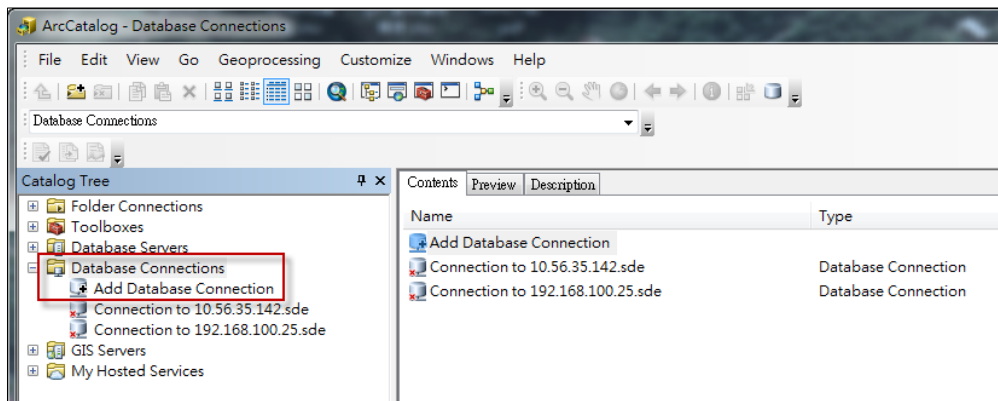 ArcCatalog - Database Connections
File Edit View Go Geoprocessing Customize Windows Help
Database Connections
Catalog Tree
Folder Connections
Toolboxes
Database Servers
Database Connections
Add Database Connection
Connection to 10.56.35.142.sde
Connection to 192.168.100.25.sde
GIS Servers
My Hosted Services
Contents Preview Description
Name Type
Add Database Connection
Connection to 10.56.35.142.sde Database Connection
Connection to 192.168.100.25.sde Database Connection